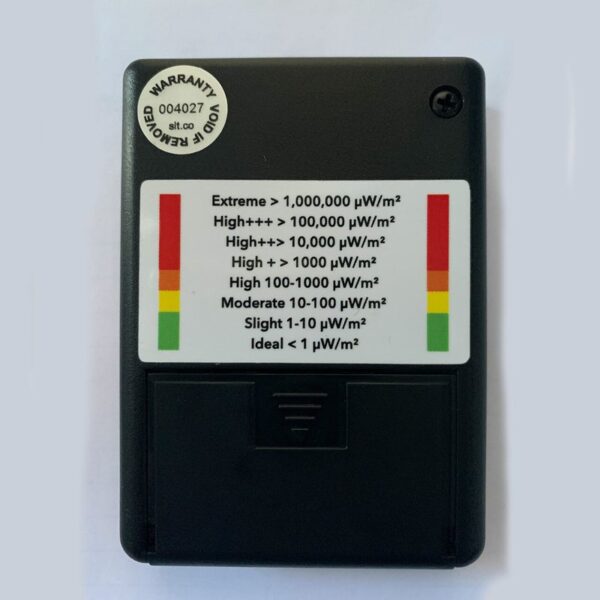 WARRANTY VOID IF REMOVED
004027
slt.co
Extreme > 1,000,000 µW/m²
High+++ > 100,000 µW/m²
High++> 10,000 µW/m²
High + > 1000 µW/m²
High 100-1000 µW/m²
Moderate 10-100 µW/m²
Slight 1-10 µW/m²
Ideal < 1 µW/m²